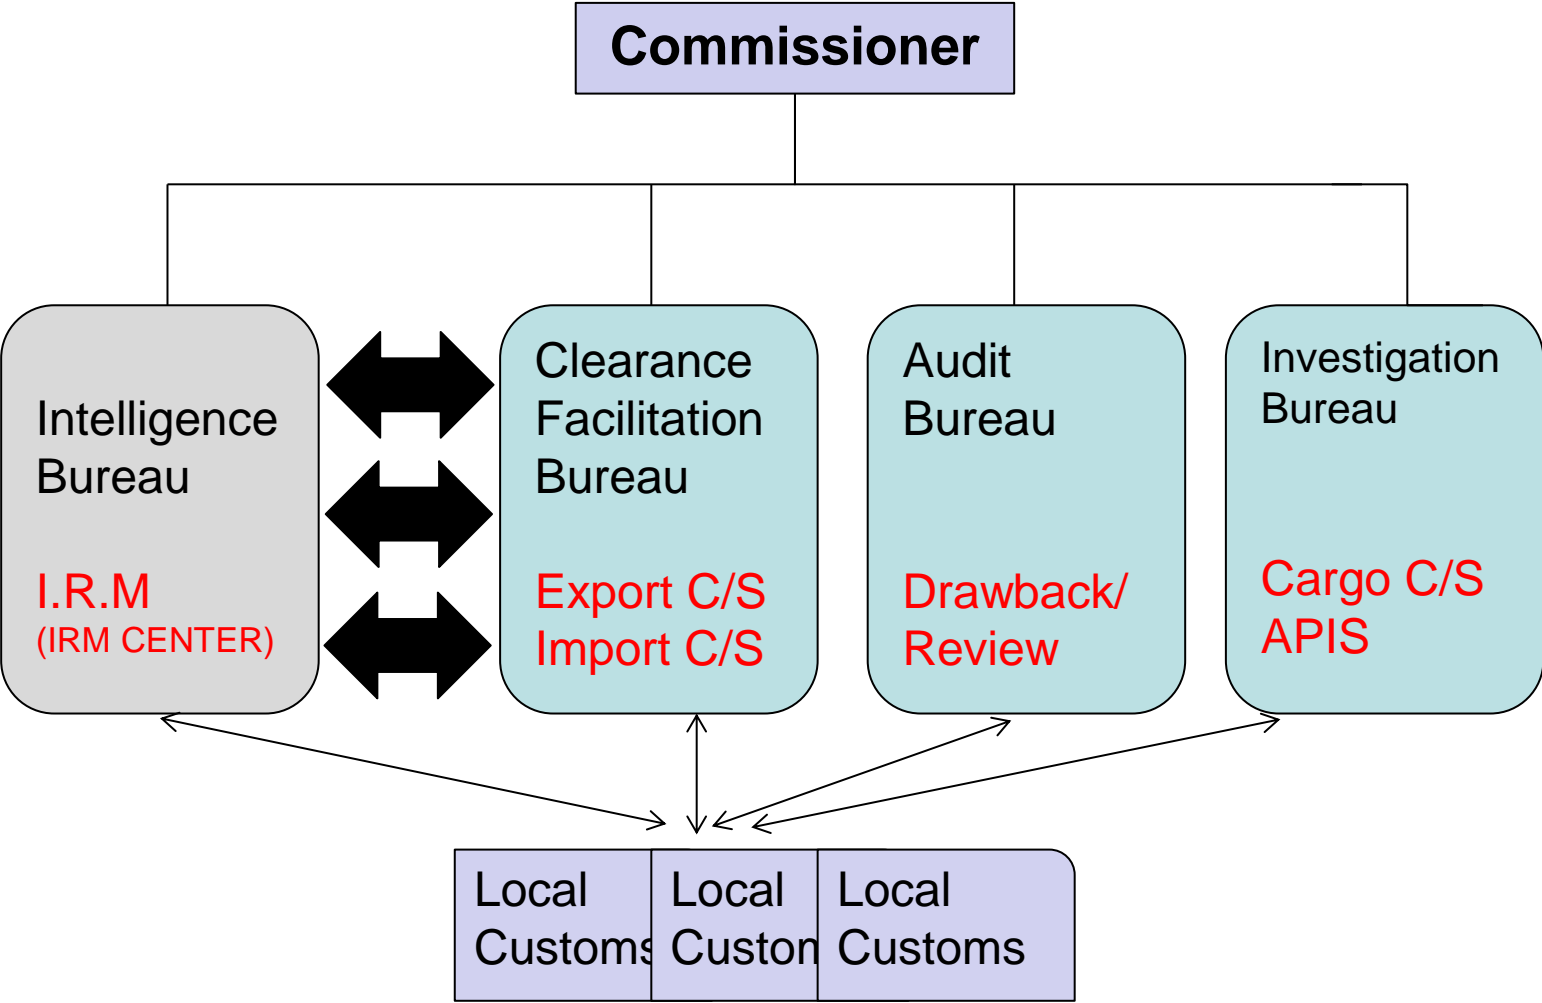 Commissioner
Intelligence
Bureau
I.R.M
(IRM CENTER)
Clearance
Facilitation
Bureau
Export C/S
Import C/S
Audit
Bureau
Drawback/
Review
Investigation
Bureau
Cargo C/S
APIS
Local
Customs
Local
Custom
Local
Customs